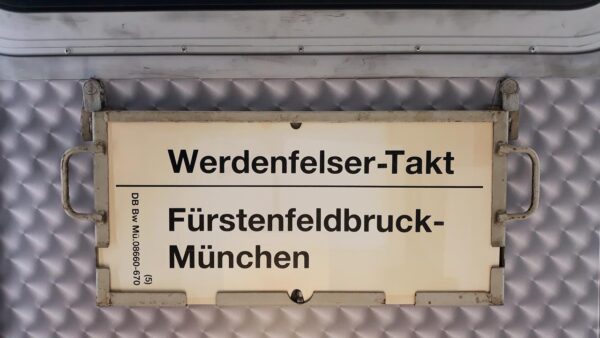 Werdenfelser-Takt
Fürstenfeldbruck-
München
DB Bw Mü.08660-670
(5)